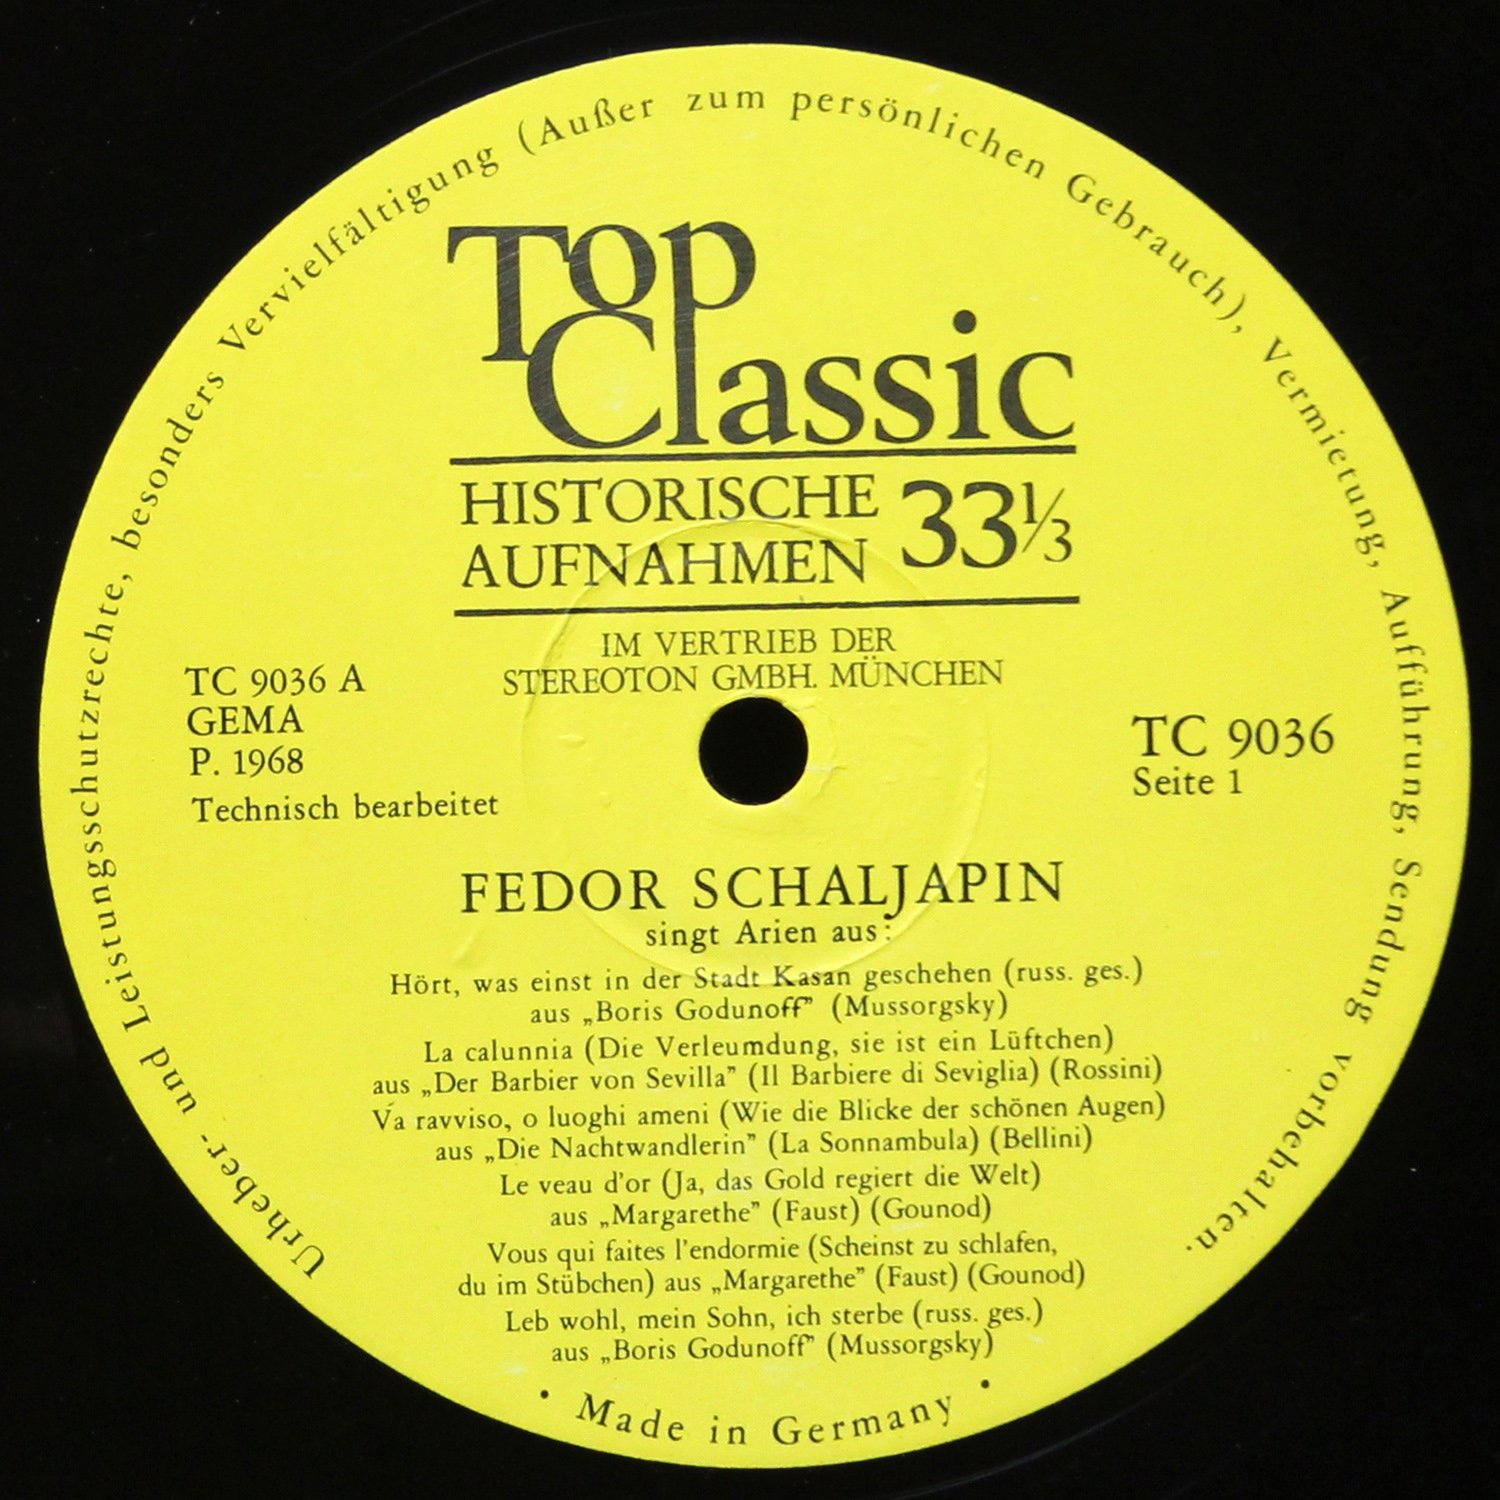 Urheber- und Leistungsschutzrechte, besonders Vervielfältigung (Außer zum persönlichen Gebrauch), Vermietung, Aufführung, Sendung vorbehalten.
Top
Classic
HISTORISCHE
AUFNAHMEN
33⅓
IM VERTRIEB DER
STEREOTON GMBH. MÜNCHEN
TC 9036 A
GEMA
P. 1968
Technisch bearbeitet
TC 9036
Seite 1
FEDOR SCHALJAPIN
singt Arien aus:
Hört, was einst in der Stadt Kasan geschehen (russ. ges.)
aus „Boris Godunoff” (Mussorgsky)
La calunnia (Die Verleumdung, sie ist ein Lüftchen)
aus „Der Barbier von Sevilla” (Il Barbiere di Seviglia) (Rossini)
Va ravviso, o luoghi ameni (Wie die Blicke der schönen Augen)
aus „Die Nachtwandlerin” (La Sonnambula) (Bellini)
Le veau d'or (Ja, das Gold regiert die Welt)
aus „Margarethe” (Faust) (Gounod)
Vous qui faites l'endormie (Scheinst zu schlafen,
du im Stübchen) aus „Margarethe” (Faust) (Gounod)
Leb wohl, mein Sohn, ich sterbe (russ. ges.)
aus „Boris Godunoff” (Mussorgsky)
• Made in Germany •